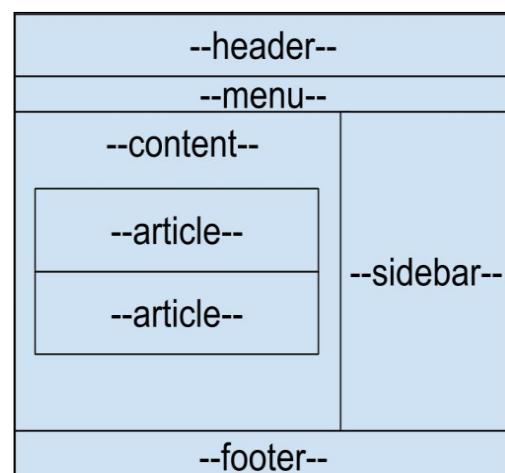 --header--
--menu--
--content--
--article--
--article--
--sidebar--
--footer--